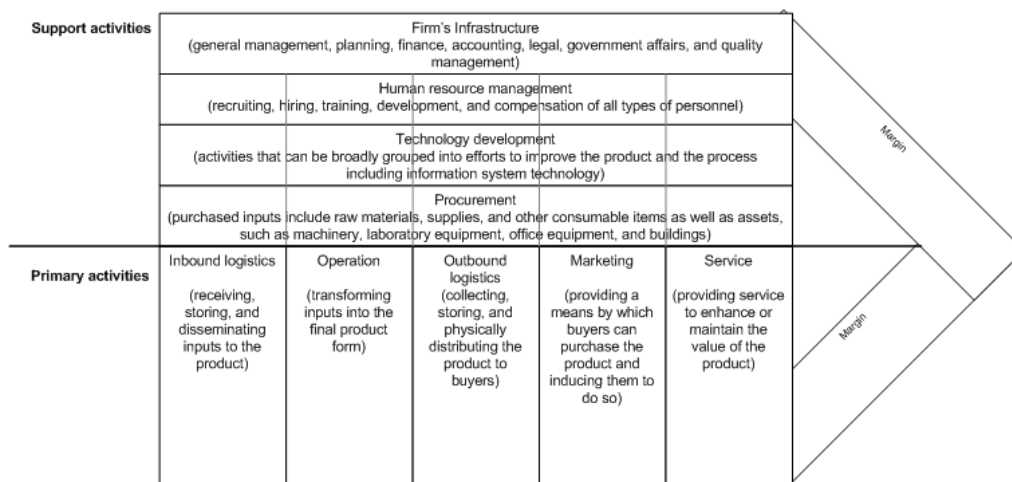 Support activities
Firm's Infrastructure
(general management, planning, finance, accounting, legal, government affairs, and quality
management)
Human resource management
(recruiting, hiring, training, development, and compensation of all types of personnel)
Technology development
(activities that can be broadly grouped into efforts to improve the product and the process
including information system technology)
Procurement
(purchased inputs include raw materials, supplies, and other consumable items as well as assets,
such as machinery, laboratory equipment, office equipment, and buildings)
Margin
Primary activities
Inbound logistics
(receiving,
storing, and
disseminating
inputs to the
product)
Operation
(transforming
inputs into the
final product
form)
Outbound
logistics
(collecting,
storing, and
physically
distributing the
product to
buyers)
Marketing
(providing a
means by which
buyers can
purchase the
product and
inducing them to
do so)
Service
(providing service
to enhance or
maintain the
value of the
product)
Margin